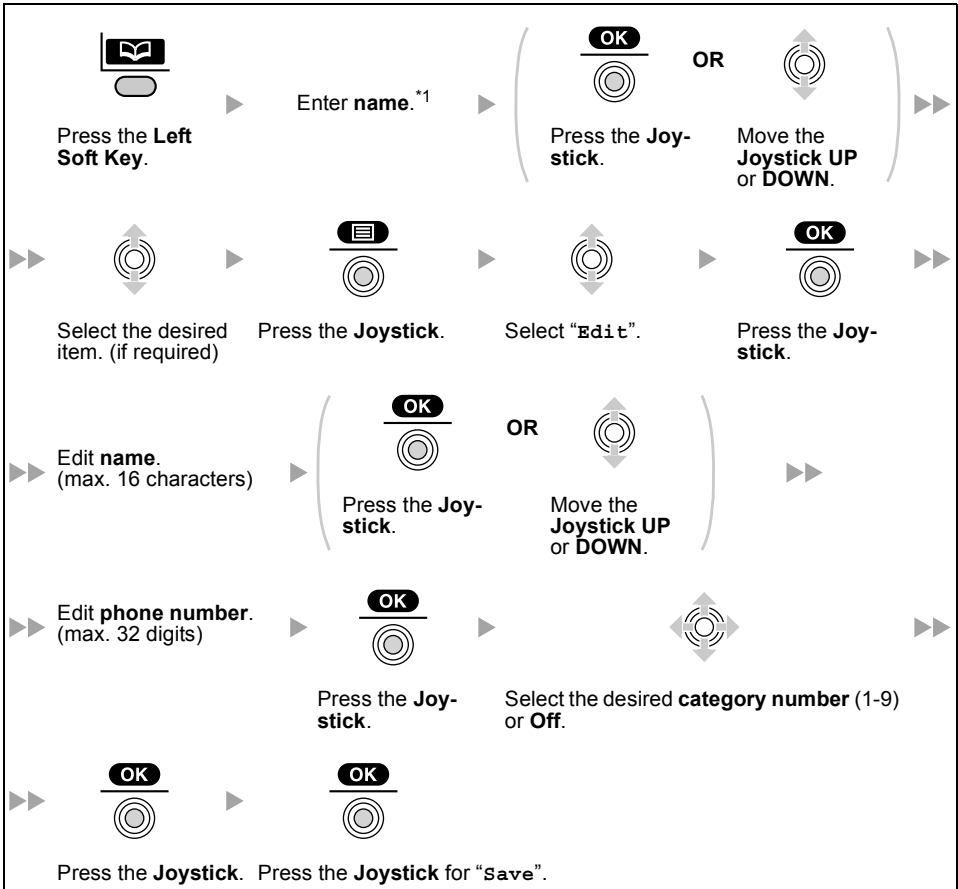 OK
OR
Press the Left
Soft Key.
Enter name.*1
Press the Joy-
stick.
Move the
Joystick UP
or DOWN.
OK
Select the desired
item. (if required)
Press the Joystick.
Select “Edit”.
Press the Joy-
stick.
OK
OR
Edit name.
(max. 16 characters)
Press the Joy-
stick.
Move the
Joystick UP
or DOWN.
OK
Edit phone number.
(max. 32 digits)
Press the Joy-
stick.
Select the desired category number (1-9)
or Off.
OK
OK
Press the Joystick.
Press the Joystick for “Save”.